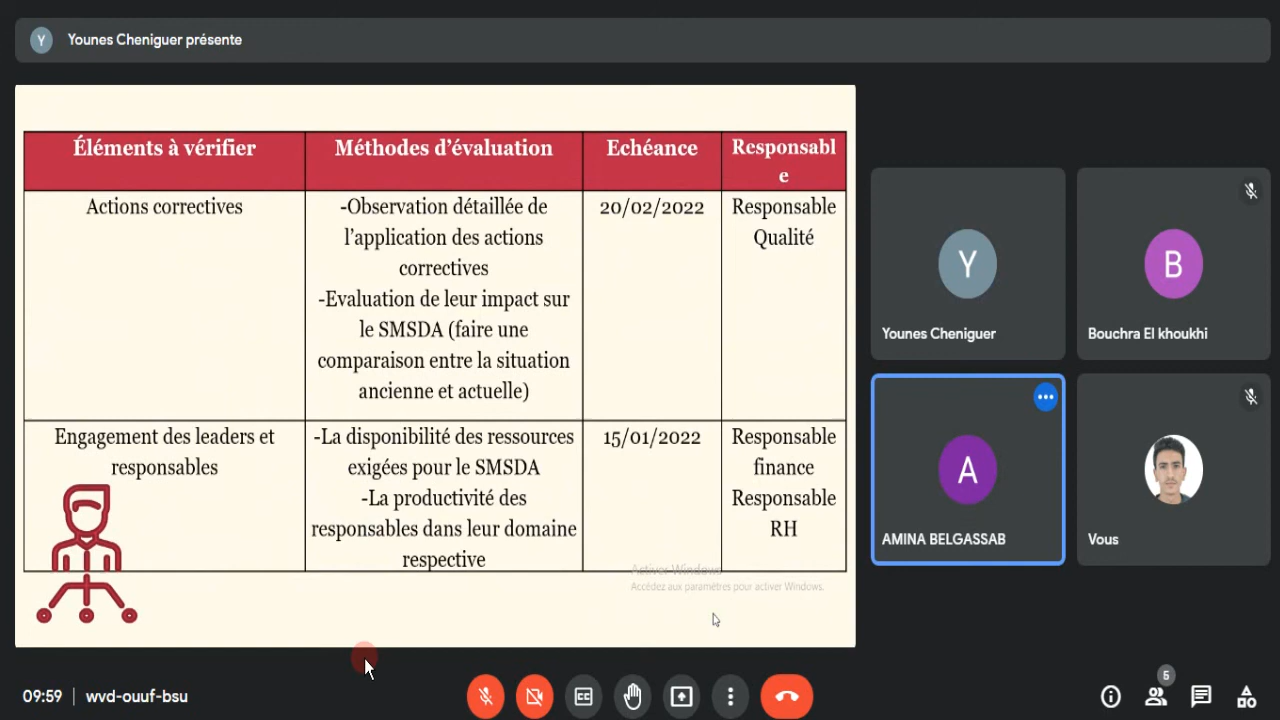 Y
Younes Cheniguer présente
Éléments à vérifier
Méthodes d'évaluation
Echéance
Responsabl
e
Actions correctives
-Observation détaillée de
l'application des actions
correctives
-Evaluation de leur impact sur
le SMSDA (faire une
comparaison entre la situation
ancienne et actuelle)
20/02/2022
Responsable
Qualité
Engagement des leaders et
responsables
-La disponibilité des ressources
exigées pour le SMSDA
-La productivité des
responsables dans leur domaine
respective
15/01/2022
Responsable
finance
Responsable
RH
Activer Windows
Accédez aux paramètres pour activer Windows.
Y
Younes Cheniguer
B
Bouchra El khoukhi
A
AMINA BELGASSAB
Vous
09:59 | wvd-ouuf-bsu
CC
5